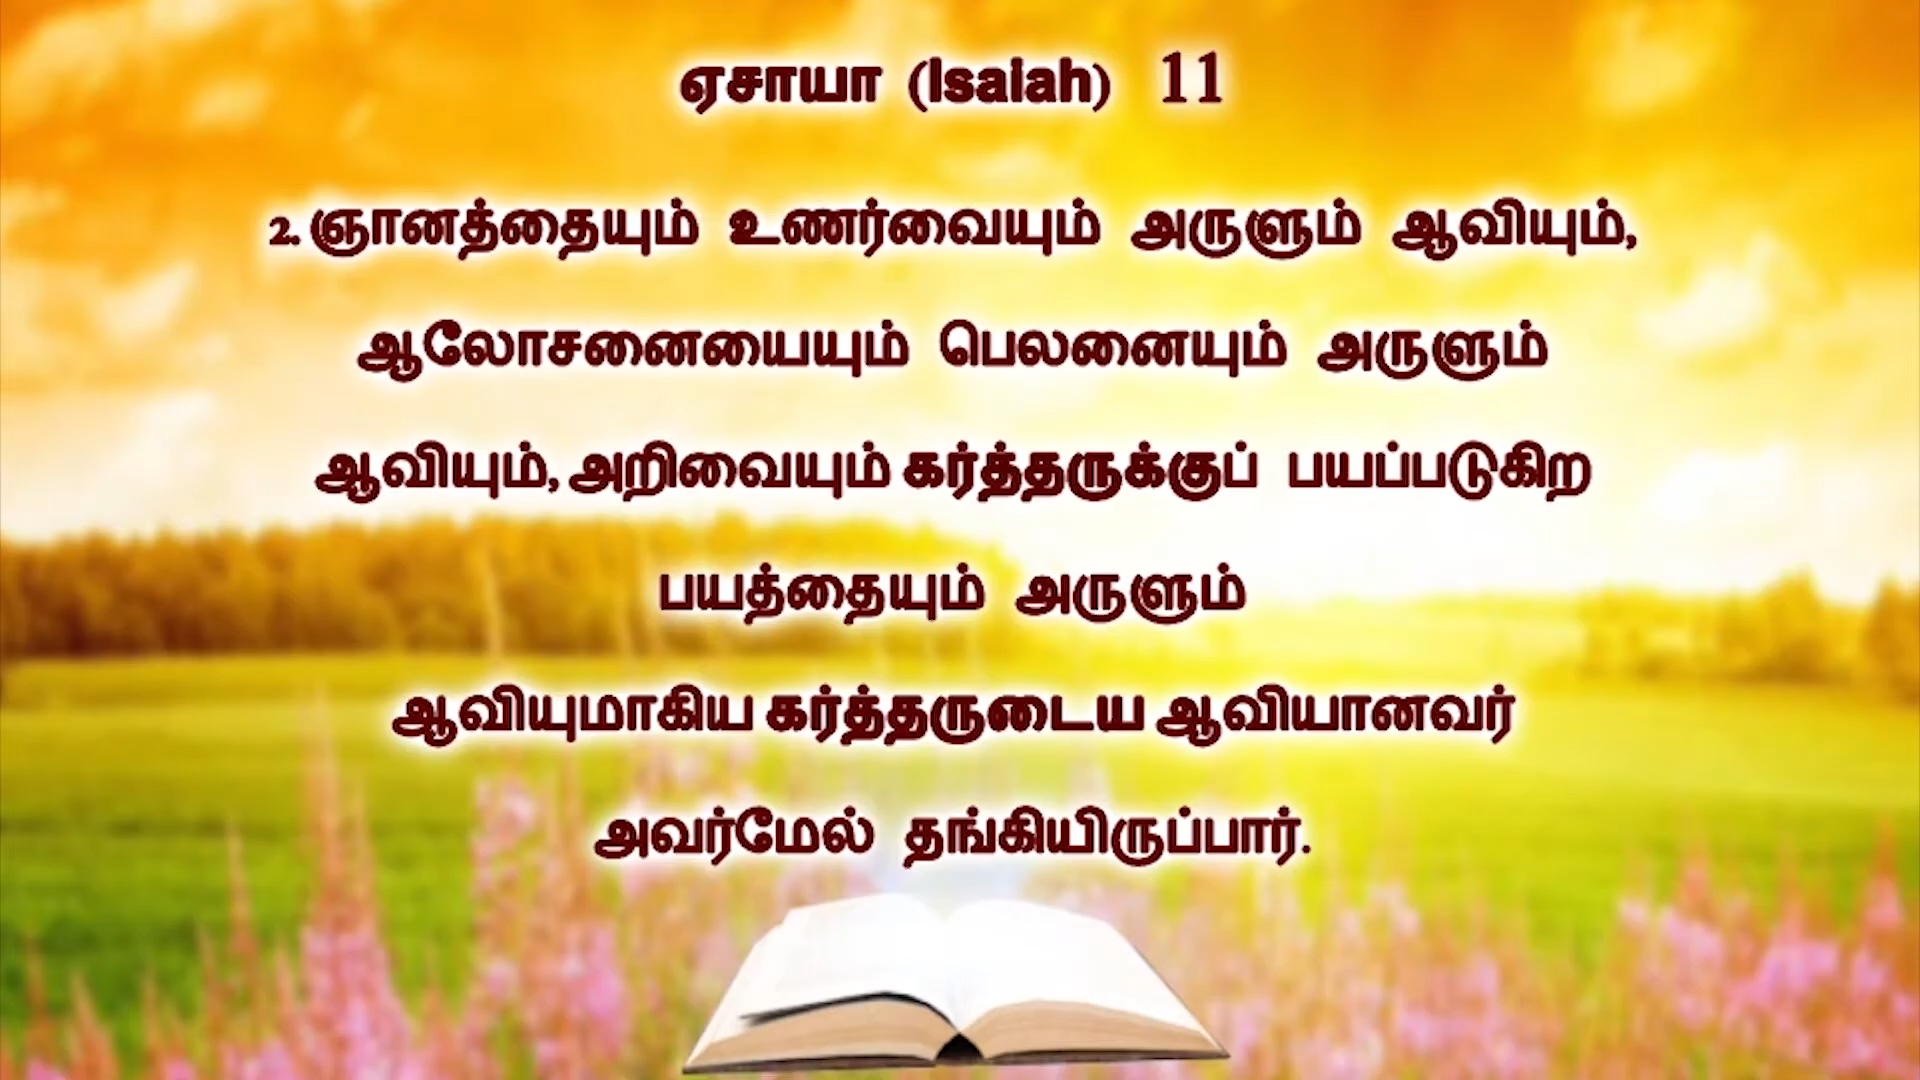 ஏசாயா (Isaiah) 11
2. ஞானத்தையும் உணர்வையும் அருளும் ஆவியும்,
ஆலோசனையையும் பெலனையும் அருளும்
ஆவியும், அறிவையும் கர்த்தருக்குப் பயப்படுகிற
பயத்தையும் அருளும்
ஆவியுமாகிய கர்த்தருடைய ஆவியானவர்
அவர்மேல் தங்கியிருப்பார்.